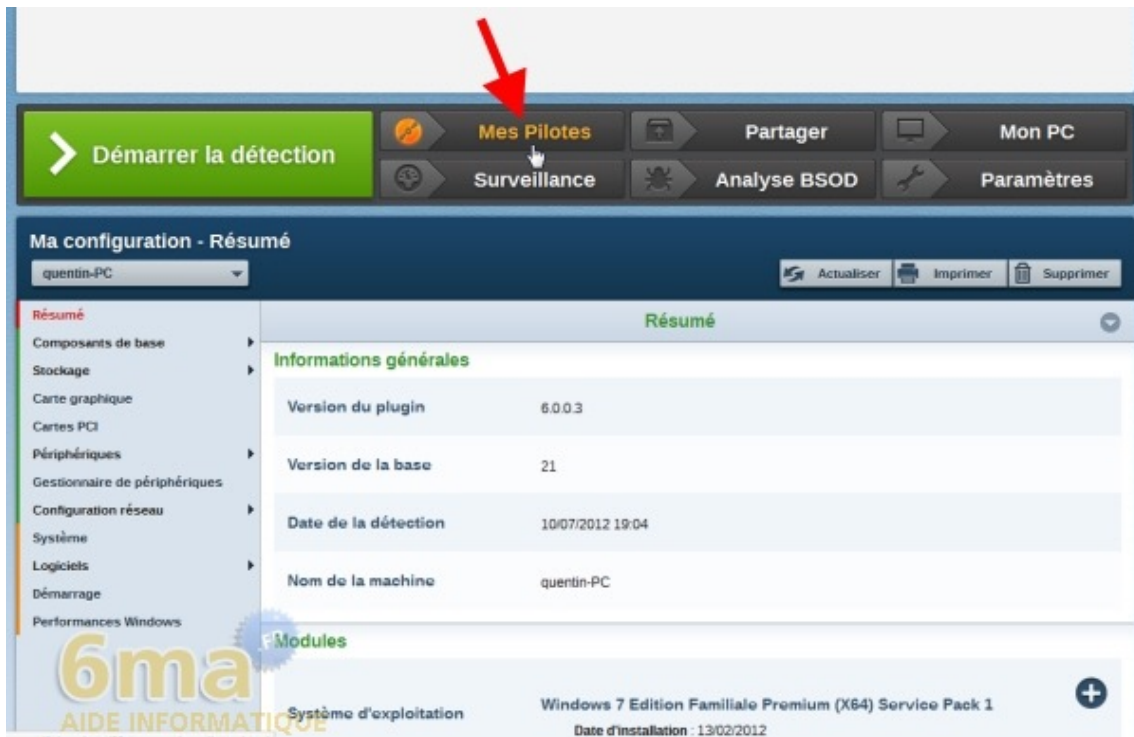 Démarrer la détection
Mes Pilotes
Partager
Mon PC
Surveillance
Analyse BSOD
Paramètres
Ma configuration - Résumé
quentin-PC
Actualiser
Imprimer
Supprimer
Résumé
Composants de base
Stockage
Carte graphique
Cartes PCI
Périphériques
Gestionnaire de périphériques
Configuration réseau
Système
Logiciels
Démarrage
Performances Windows
Résumé
Informations générales
Version du plugin 6.0.0.3
Version de la base 21
Date de la détection 10/07/2012 19:04
Nom de la machine quentin-PC
Modules
Système d'exploitation Windows 7 Edition Familiale Premium (X64) Service Pack 1
Date d'installation : 13/02/2012
6ma
AIDE INFORMATIQUE